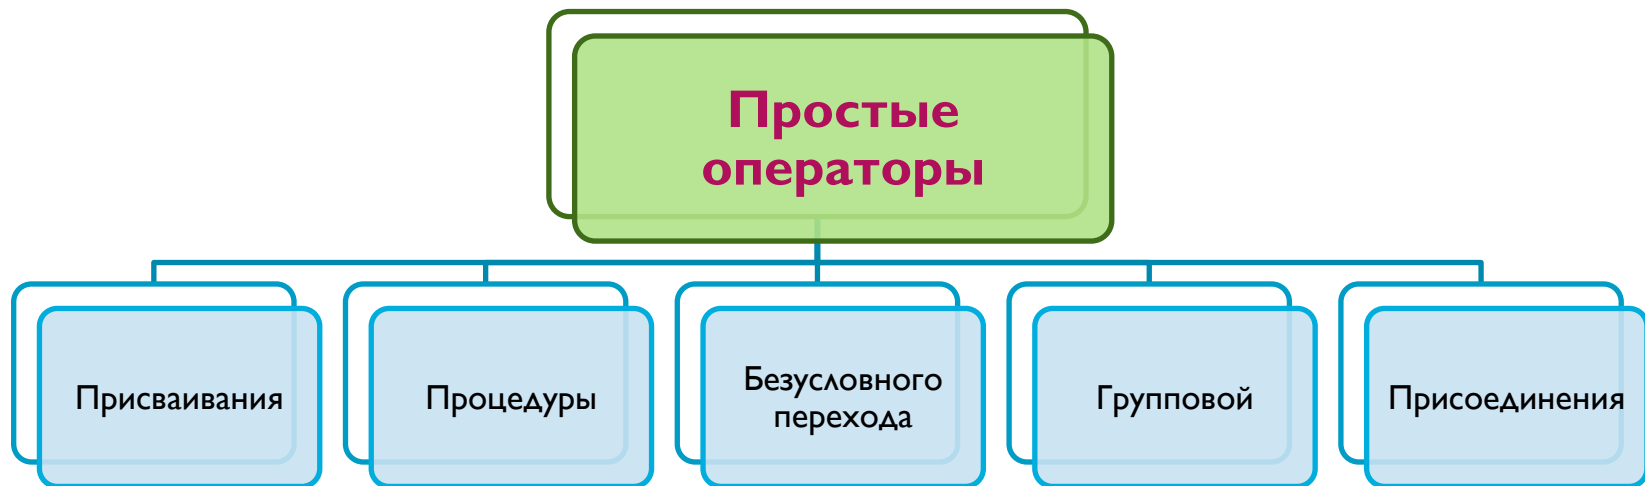 Простые
операторы
Присваивания
Процедуры
Безусловного
перехода
Групповой
Присоединения